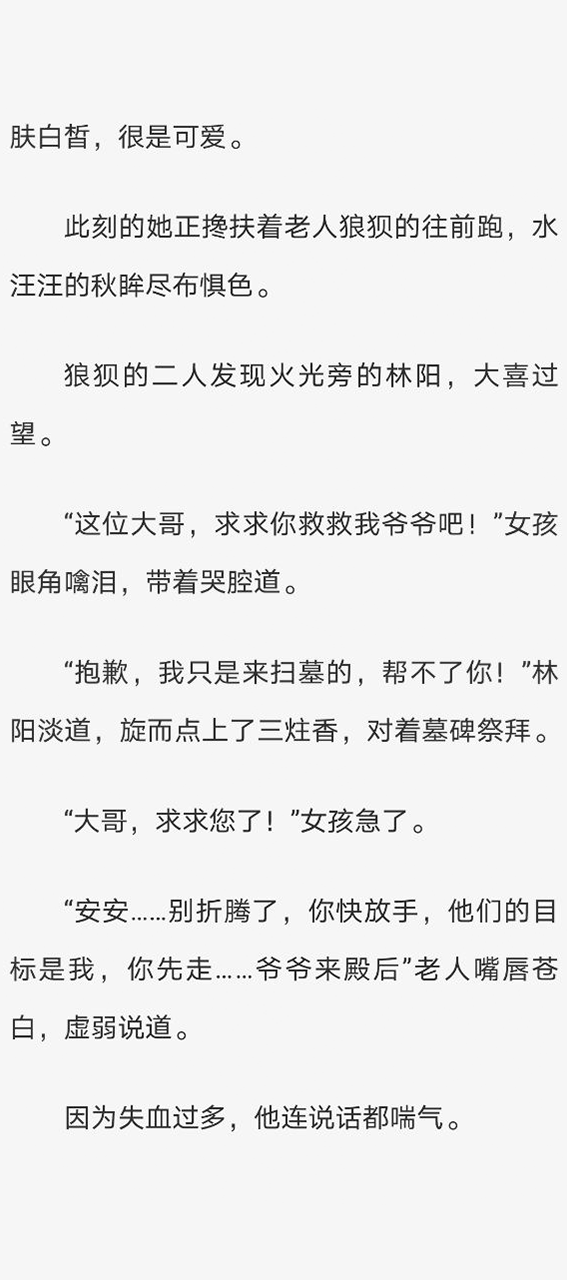 肤白皙，很是可爱。
此刻的她正搀扶着老人狼狈的往前跑，水
汪汪的秋眸尽布惧色。
狼狈的二人发现火光旁的林阳，大喜过
望。
“这位大哥，求求你救救我爷爷吧！”女孩
眼角噙泪，带着哭腔道。
“抱歉，我只是来扫墓的，帮不了你！”林
阳淡道，旋而点上了三炷香，对着墓碑祭拜。
“大哥，求求您了！”女孩急了。
“安安……别折腾了，你快放手，他们的目
标是我，你先走……爷爷来殿后”老人嘴唇苍
白，虚弱说道。
因为失血过多，他连说话都喘气。